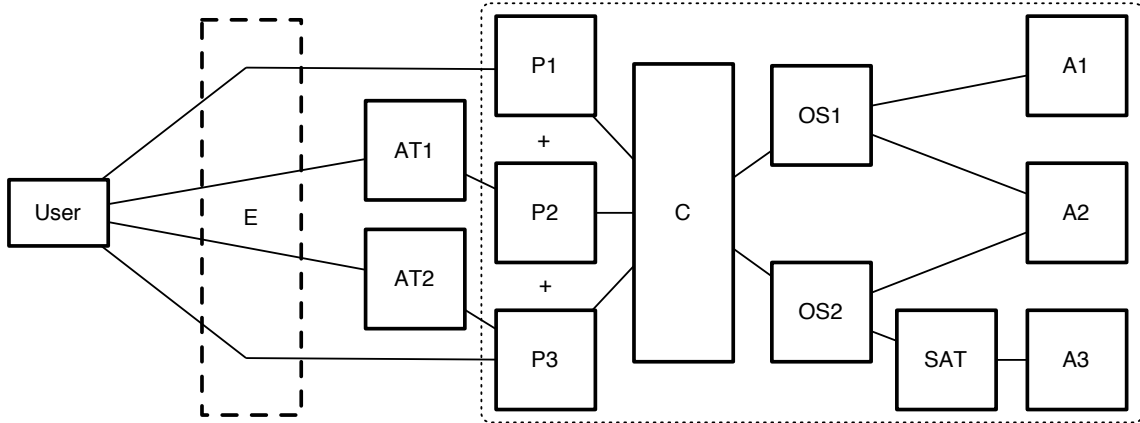 User
E
AT1
AT2
P1
+
P2
+
P3
C
OS1
OS2
SAT
A1
A2
A3